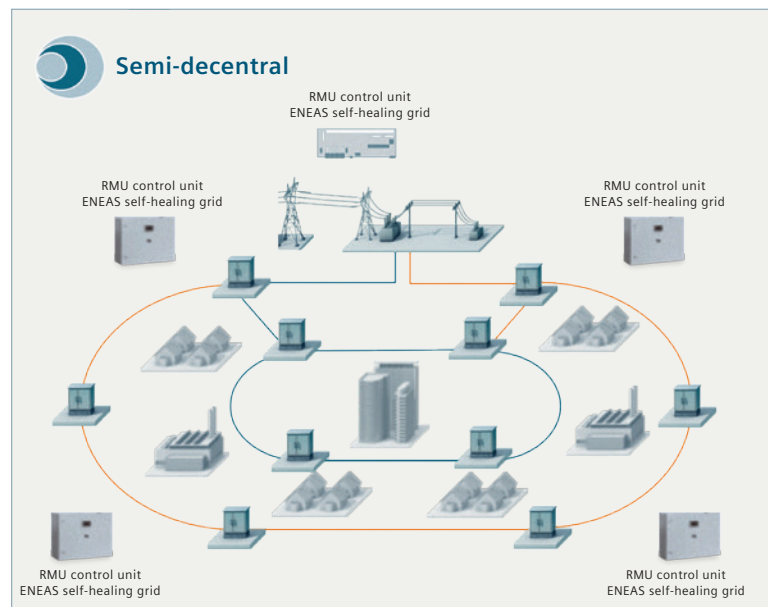 Semi-decentral
RMU control unit
ENEAS self-healing grid
RMU control unit
ENEAS self-healing grid
RMU control unit
ENEAS self-healing grid
RMU control unit
ENEAS self-healing grid
RMU control unit
ENEAS self-healing grid